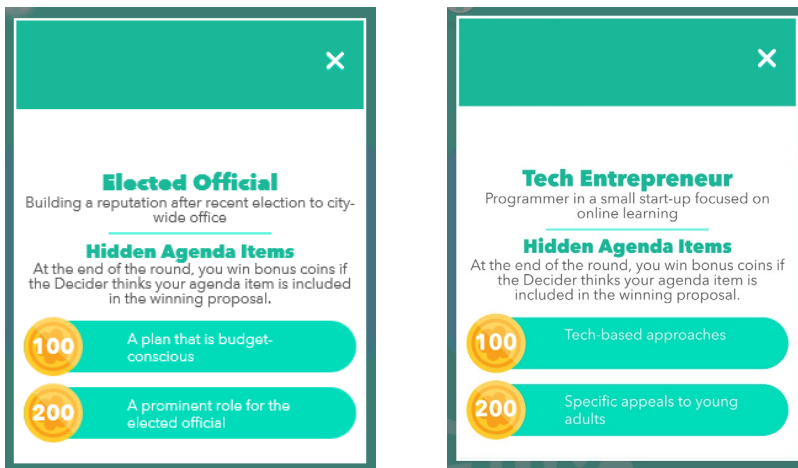 Elected Official
Building a reputation after recent election to city-
wide office
Hidden Agenda Items
At the end of the round, you win bonus coins if
the Decider thinks your agenda item is included
in the winning proposal.
100
A plan that is budget-
conscious
200
A prominent role for the
elected official
Tech Entrepreneur
Programmer in a small start-up focused on
online learning
Hidden Agenda Items
At the end of the round, you win bonus coins if
the Decider thinks your agenda item is
included in the winning proposal.
100
Tech-based approaches
200
Specific appeals to young
adults